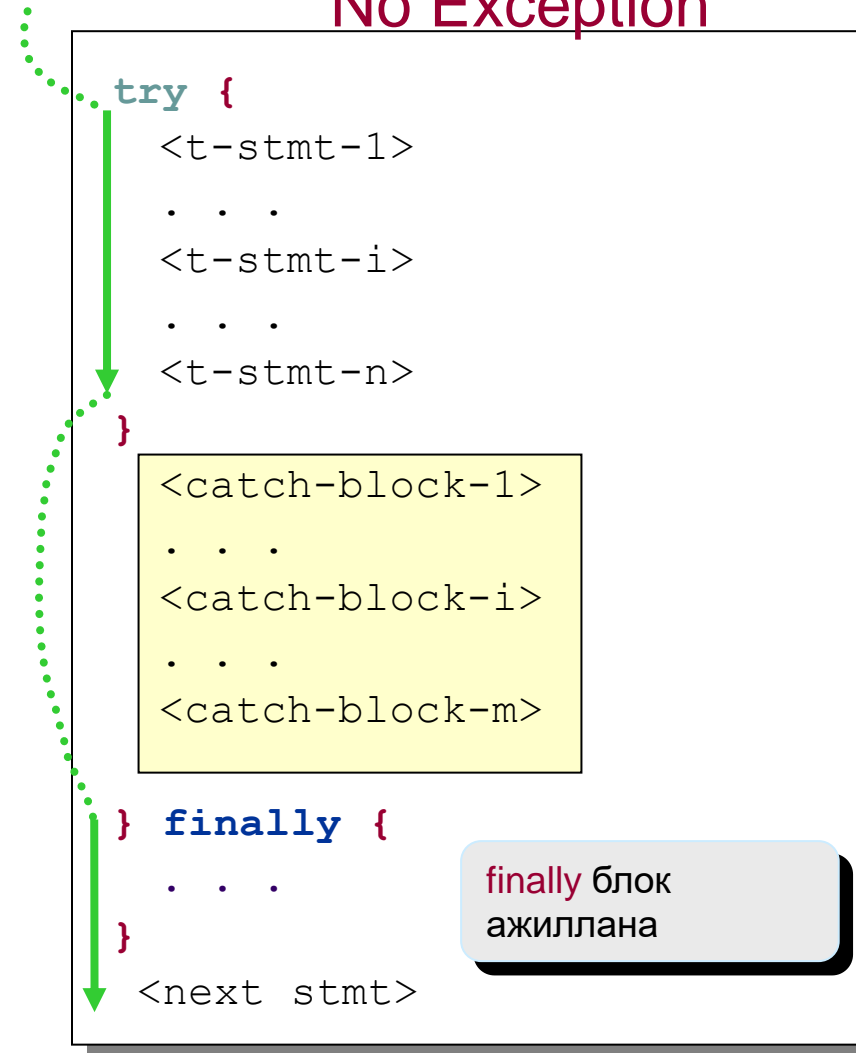 No Exception
try {
<t-stmt-1>
. . .
<t-stmt-i>
. . .
<t-stmt-n>
}
<catch-block-1>
. . .
<catch-block-i>
. . .
<catch-block-m>
} finally {
. . .
}
<next stmt>
finally блок
ажиллана